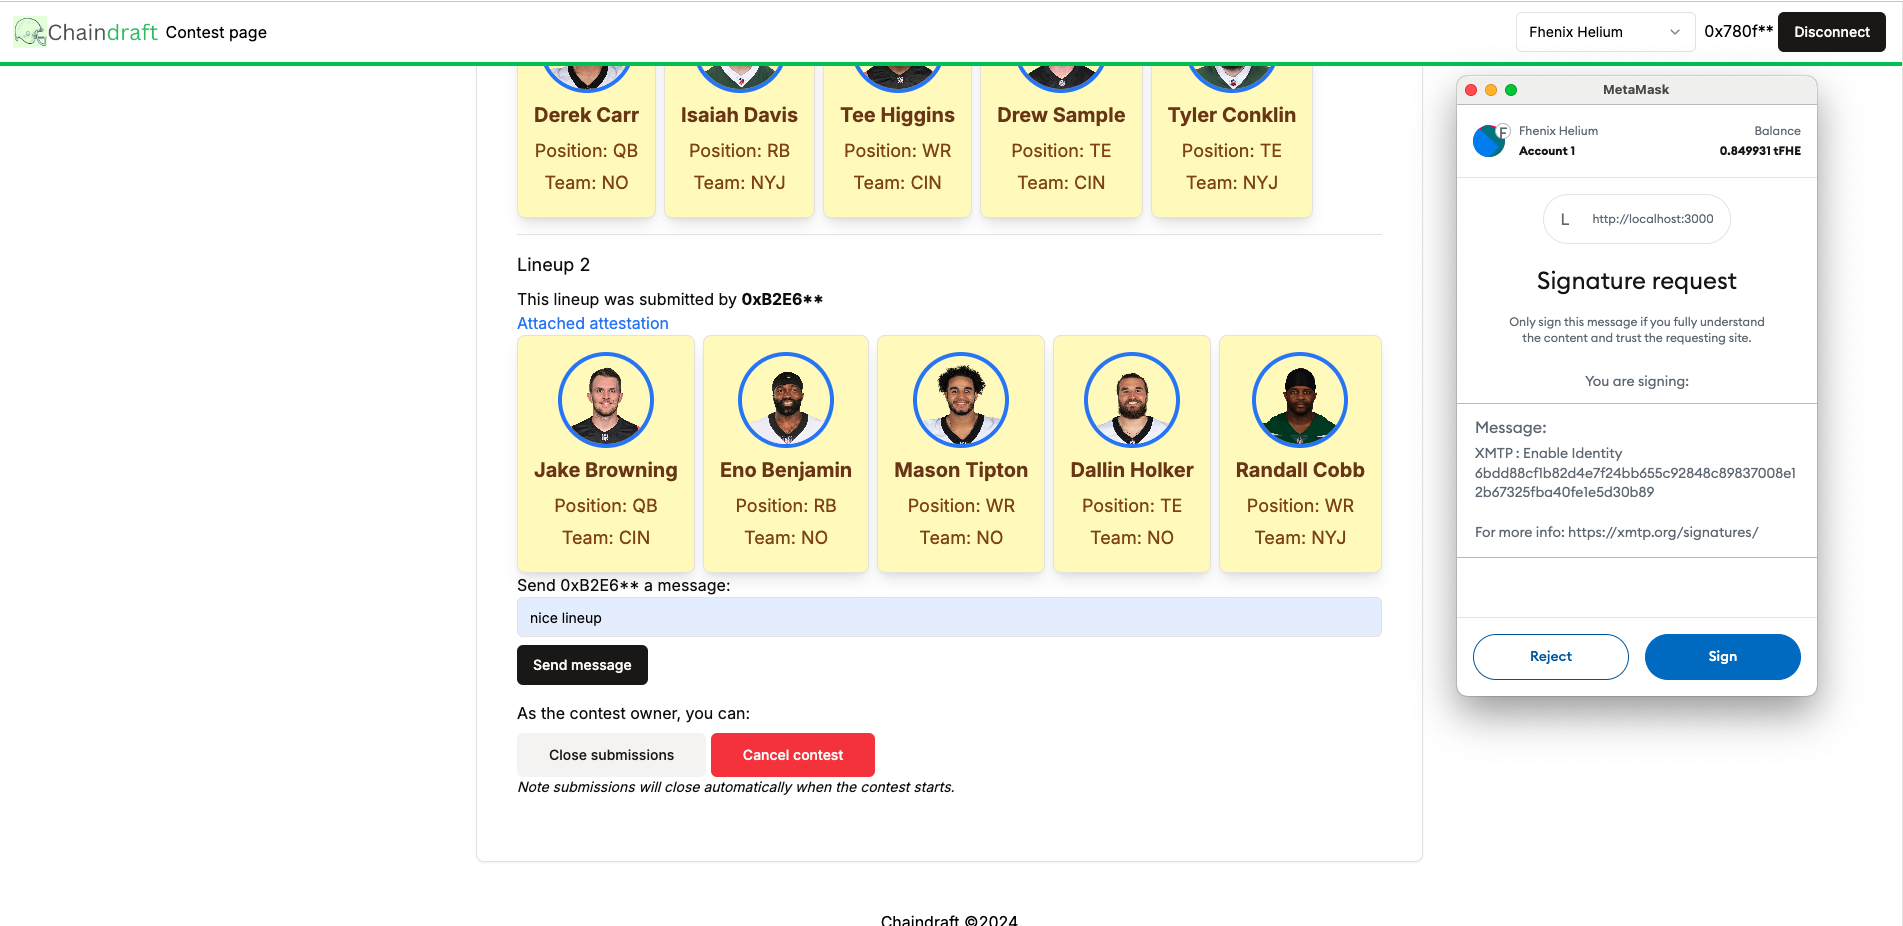 Chaindraft Contest page
Fhenix Helium 0x780f** Disconnect
Derek Carr
Position: QB
Team: NO
Isaiah Davis
Position: RB
Team: NYJ
Tee Higgins
Position: WR
Team: CIN
Drew Sample
Position: TE
Team: CIN
Tyler Conklin
Position: TE
Team: NYJ
Lineup 2
This lineup was submitted by 0xB2E6**
Attached attestation
Jake Browning
Position: QB
Team: CIN
Eno Benjamin
Position: RB
Team: NO
Mason Tipton
Position: WR
Team: NO
Dallin Holker
Position: TE
Team: NO
Randall Cobb
Position: WR
Team: NYJ
Send 0xB2E6** a message:
nice lineup
Send message
As the contest owner, you can:
Close submissions
Cancel contest
Note submissions will close automatically when the contest starts.
Chaindraft ©2024
MetaMask
F
Fhenix Helium
Account 1
Balance
0.849931 tFHE
L http://localhost:3000
Signature request
Only sign this message if you fully understand
the content and trust the requesting site.
You are signing:
Message:
XMTP : Enable Identity
6bdd88cf1b82d4e7f24bb655c92848c89837008e1
2b67325fba40fe1e5d30b89
For more info: https://xmtp.org/signatures/
Reject
Sign